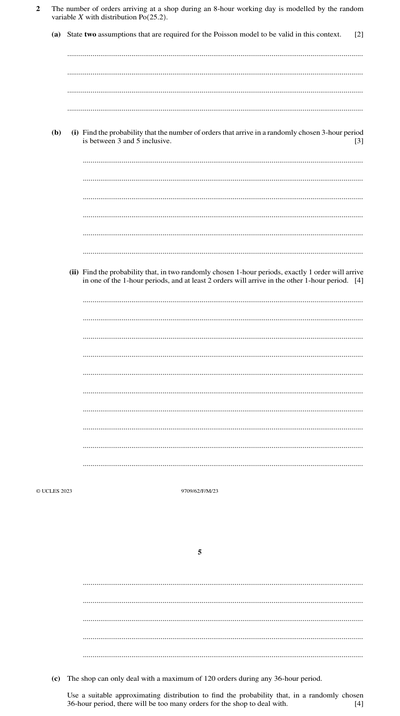 2 The number of orders arriving at a shop during an 8-hour working day is modelled by the random
variable X with distribution Po(25.2).
(a) State two assumptions that are required for the Poisson model to be valid in this context. [2]
(b) (i) Find the probability that the number of orders that arrive in a randomly chosen 3-hour period
is between 3 and 5 inclusive. [3]
(ii) Find the probability that, in two randomly chosen 1-hour periods, exactly 1 order will arrive
in one of the 1-hour periods, and at least 2 orders will arrive in the other 1-hour period. [4]
© UCLES 2023 9709/62/F/M/23
5
(c) The shop can only deal with a maximum of 120 orders during any 36-hour period.
Use a suitable approximating distribution to find the probability that, in a randomly chosen
36-hour period, there will be too many orders for the shop to deal with. [4]